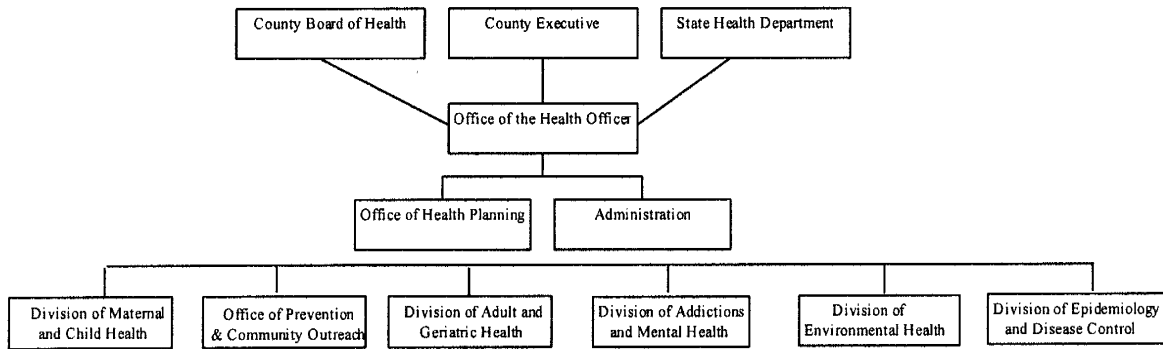 County Board of Health
County Executive
State Health Department
Office of the Health Officer
Office of Health Planning
Administration
Division of Maternal
and Child Health
Office of Prevention
& Community Outreach
Division of Adult and
Geriatric Health
Division of Addictions
and Mental Health
Division of
Environmental Health
Division of Epidemiology
and Disease Control